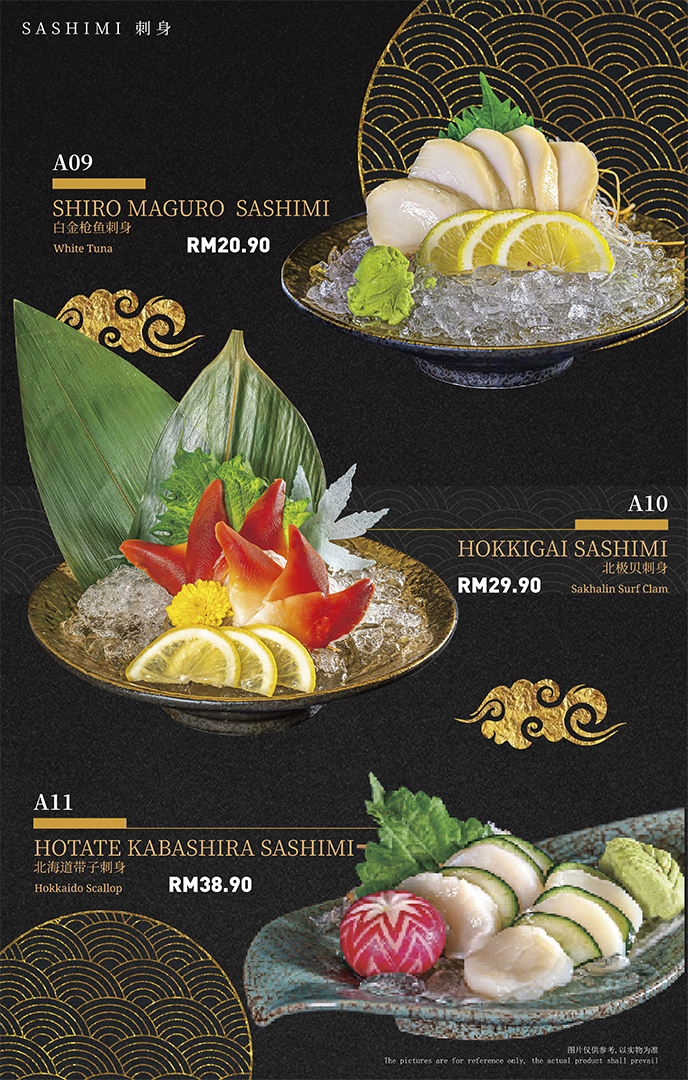 SASHIMI 刺身
A09
SHIRO MAGURO SASHIMI
白金枪鱼刺身
White Tuna
RM20.90
A10
HOKKIGAI SASHIMI
北极贝刺身
RM29.90
Sakhalin Surf Clam
A11
HOTATE KABASHIRA SASHIMI
北海道带子刺身
Hokkaido Scallop
RM38.90
图片仅供参考,以实物为准
The pictures are for reference only, the actual product shall prevail